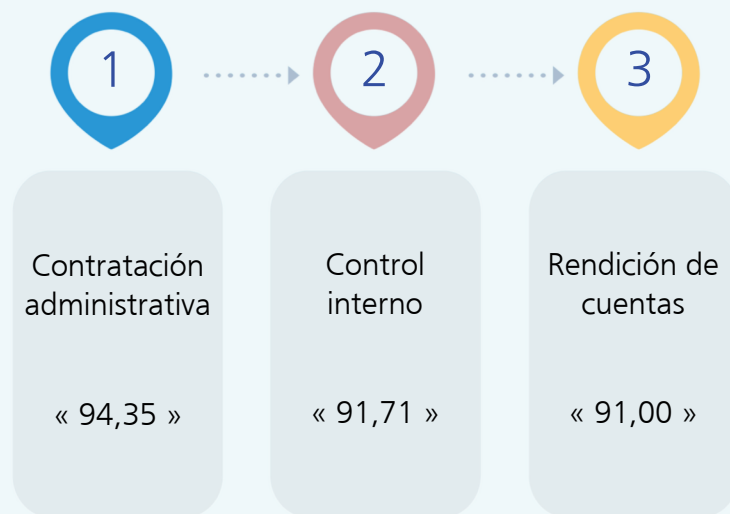 1
2
3
Contratación
administrativa
« 94,35 »
Control
interno
« 91,71 »
Rendición de
cuentas
« 91,00 »